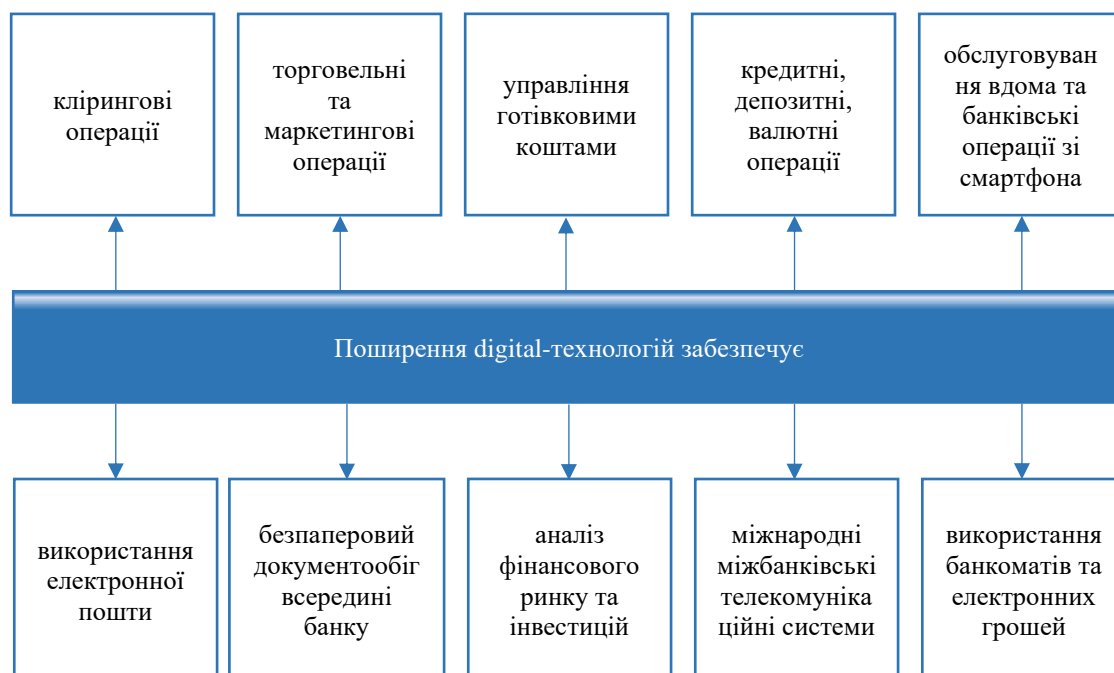 клірингові
операції
торговельні
та
маркетингові
операції
управління
готівковими
коштами
кредитні,
депозитні,
валютні
операції
обслуговуван
ня вдома та
банківські
операції зі
смартфона
Поширення digital-технологій забезпечує
використання
електронної
пошти
безпаперовий
документообіг
всередині
банку
аналіз
фінансового
ринку та
інвестицій
міжнародні
міжбанківські
телекомуніка
ційні системи
використання
банкоматів та
електронних
грошей